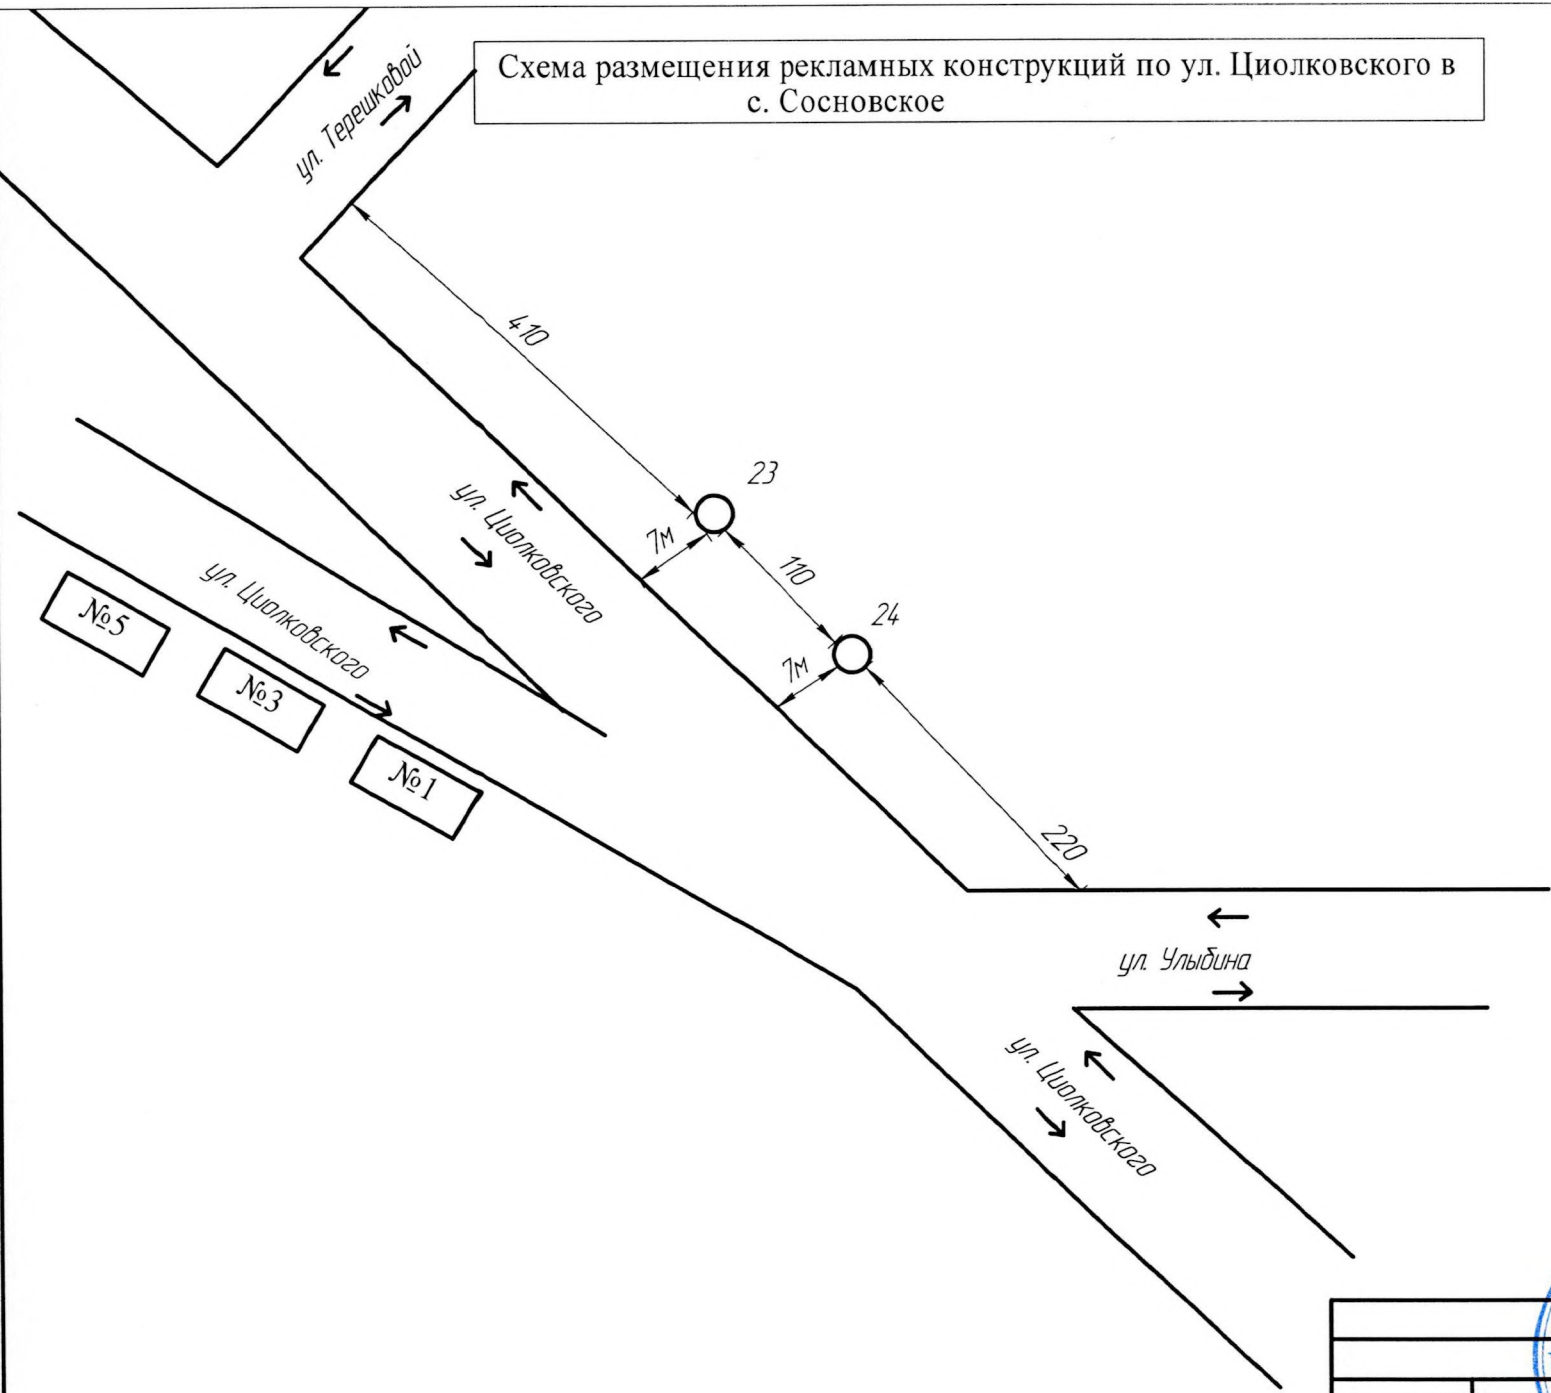 Схема размещения рекламных конструкций по ул. Циолковского в
с. Сосновское
ул. Терешковой
410
23
7м
110
24
7м
220
ул. Циолковского
ул. Циолковского
№5
№3
№1
ул. Улыбина
ул. Циолковского